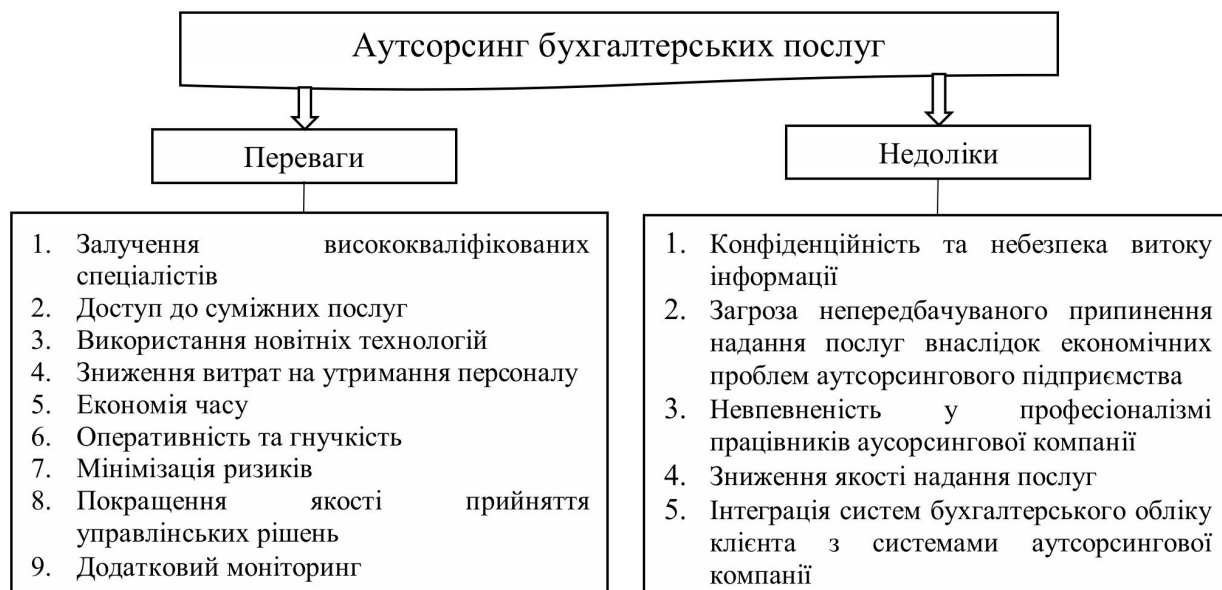 Аутсорсинг бухгалтерських послуг
Переваги
Недоліки
1. Залучення висококваліфікованих
спеціалістів
2. Доступ до суміжних послуг
3. Використання новітніх технологій
4. Зниження витрат на утримання персоналу
5. Економія часу
6. Оперативність та гнучкість
7. Мінімізація ризиків
8. Покращення якості прийняття
управлінських рішень
9. Додатковий моніторинг
1. Конфіденційність та небезпека витоку
інформації
2. Загроза непередбачуваного припинення
надання послуг внаслідок економічних
проблем аутсорсингового підприємства
3. Невпевненість у професіоналізмі
працівників аусорсингової компанії
4. Зниження якості надання послуг
5. Інтеграція систем бухгалтерського обліку
клієнта з системами аутсорсингової
компанії